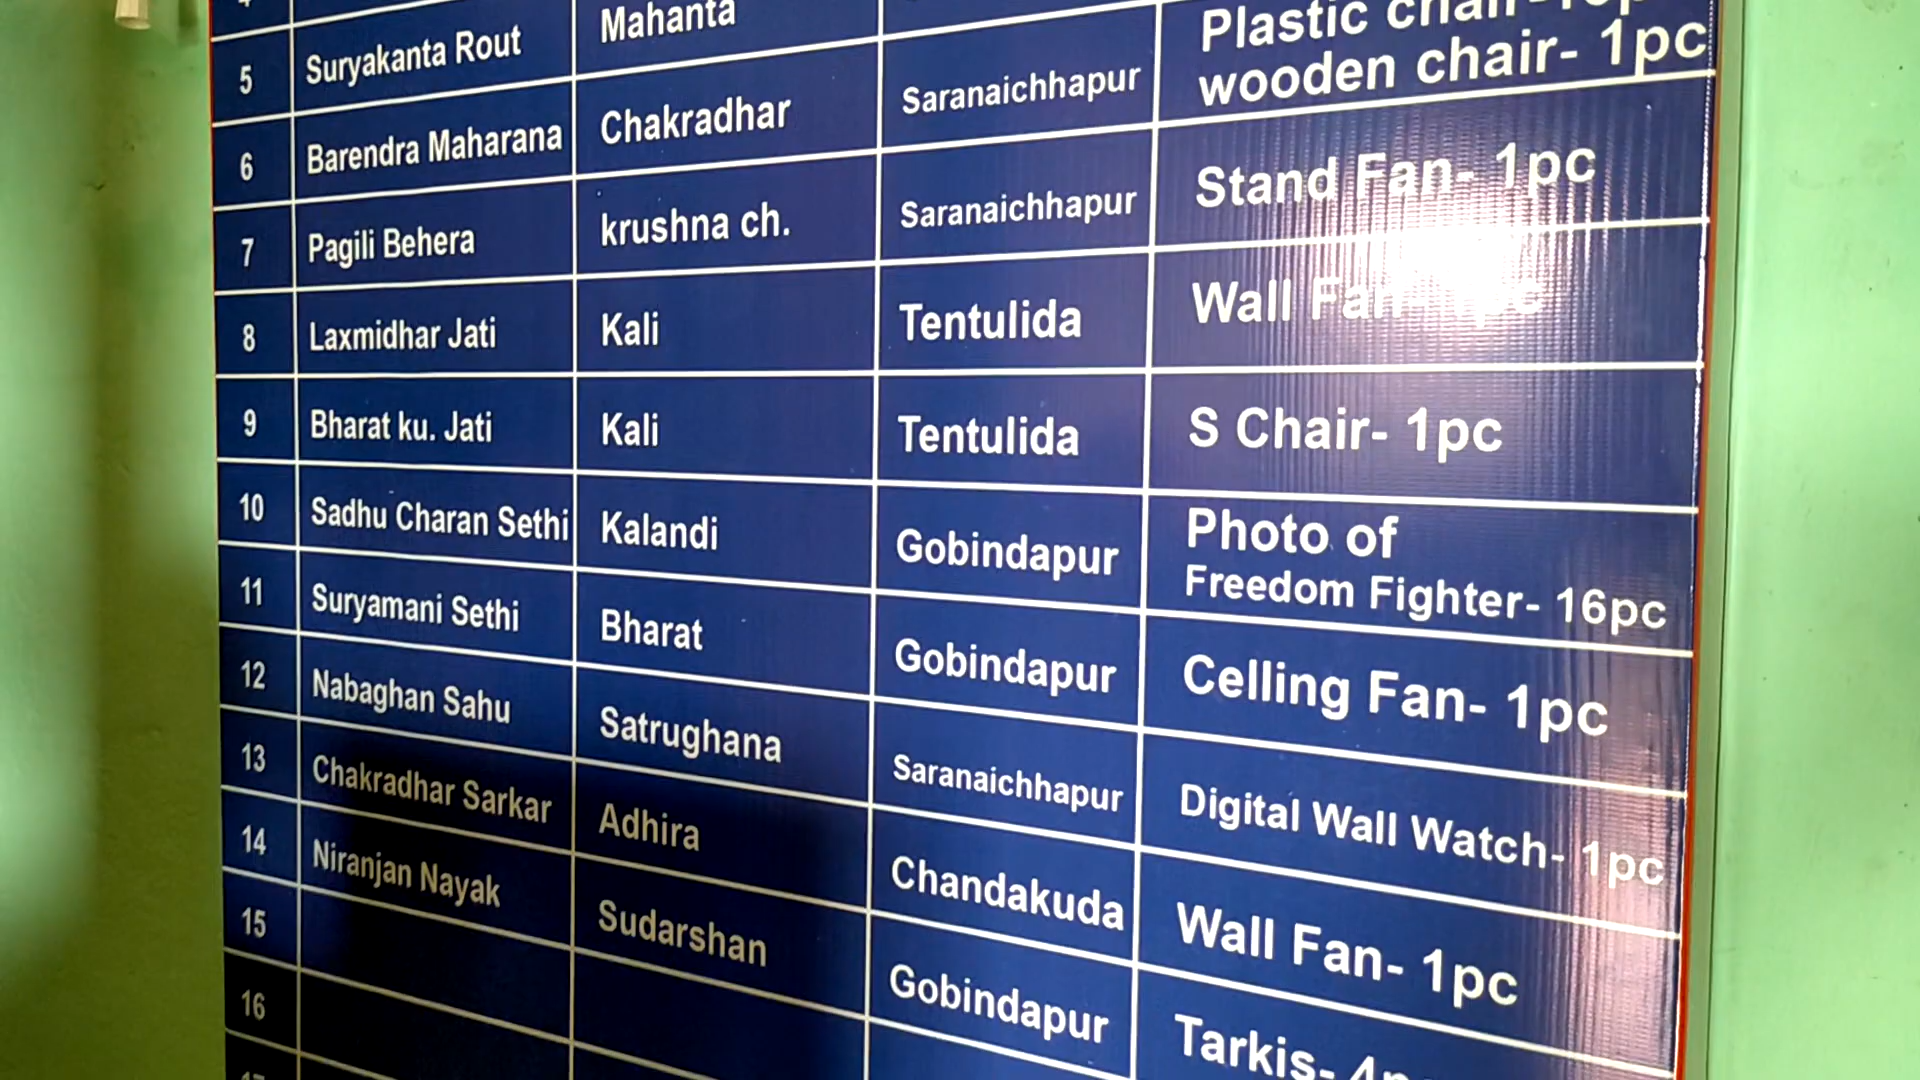 5 Suryakanta Rout Mahanta
6 Barendra Maharana Chakradhar Saranaichhapur Plastic chair-
wooden chair- 1pc
7 Pagili Behera krushna ch. Saranaichhapur Stand Fan- 1pc
8 Laxmidhar Jati Kali Tentulida Wall Fan- 1pc
9 Bharat ku. Jati Kali Tentulida S Chair- 1pc
10 Sadhu Charan Sethi Kalandi Gobindapur Photo of
Freedom Fighter- 16pc
11 Suryamani Sethi Bharat Gobindapur Celling Fan- 1pc
12 Nabaghan Sahu Satrughana Saranaichhapur Digital Wall Watch- 1pc
13 Chakradhar Sarkar Adhira Chandakuda Wall Fan- 1pc
14 Niranjan Nayak Sudarshan Gobindapur Tarkis-
15
16